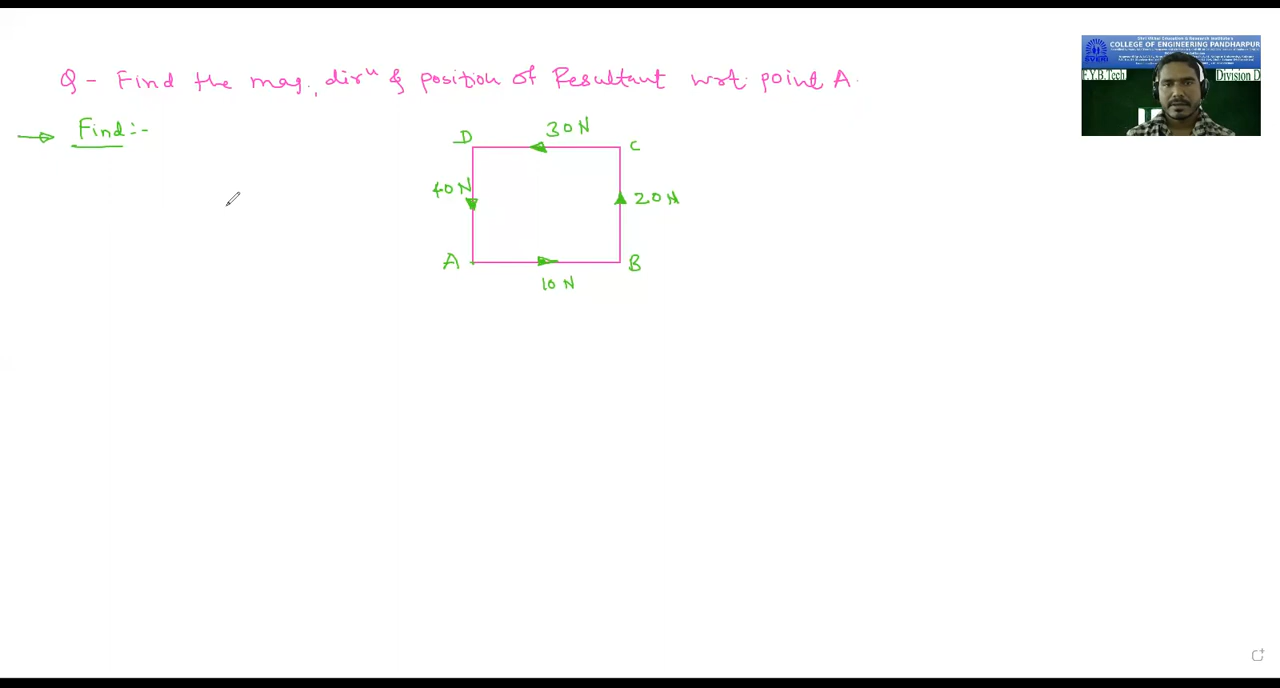 Q - Find the mag, dirⁿ & position of Resultant wrt point A.
Find:-
D
30 N
C
40 N
20 N
A
B
10 N
COLLEGE OF ENGINEERING PANDHARPUR
F.Y.B Tech
Division D